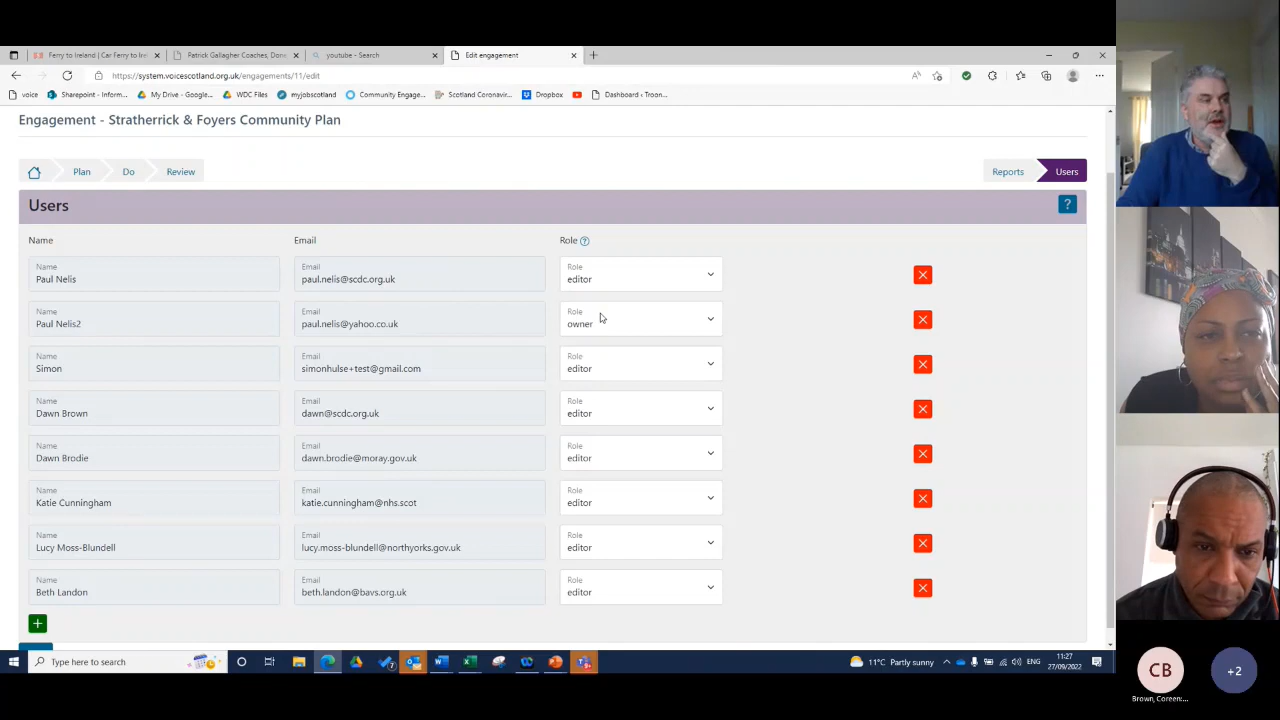 Ferry to Ireland | Car Ferry to Ire
Patrick Gallagher Coaches, Done
youtube - Search
Edit engagement
https://system.voicescotland.org.uk/engagements/11/edit
voice
Sharepoint - Inform...
My Drive - Google...
WDC Files
myjobscotland
Community Engage...
Scotland Coronavir...
Dropbox
Dashboard ‹ Troon...
Engagement - Stratherrick & Foyers Community Plan
Plan
Do
Review
Reports
Users
Users
?
Name
Email
Role ?
Name
Paul Nelis
Email
paul.nelis@scdc.org.uk
Role
editor
Name
Paul Nelis2
Email
paul.nelis@yahoo.co.uk
Role
owner
Name
Simon
Email
simonhulse+test@gmail.com
Role
editor
Name
Dawn Brown
Email
dawn@scdc.org.uk
Role
editor
Name
Dawn Brodie
Email
dawn.brodie@moray.gov.uk
Role
editor
Name
Katie Cunningham
Email
katie.cunningham@nhs.scot
Role
editor
Name
Lucy Moss-Blundell
Email
lucy.moss-blundell@northyorks.gov.uk
Role
editor
Name
Beth Landon
Email
beth.landon@bavs.org.uk
Role
editor
Type here to search
11°C Partly sunny
ENG
11:27
27/09/2022
CB
Brown, Coreen:...
+2